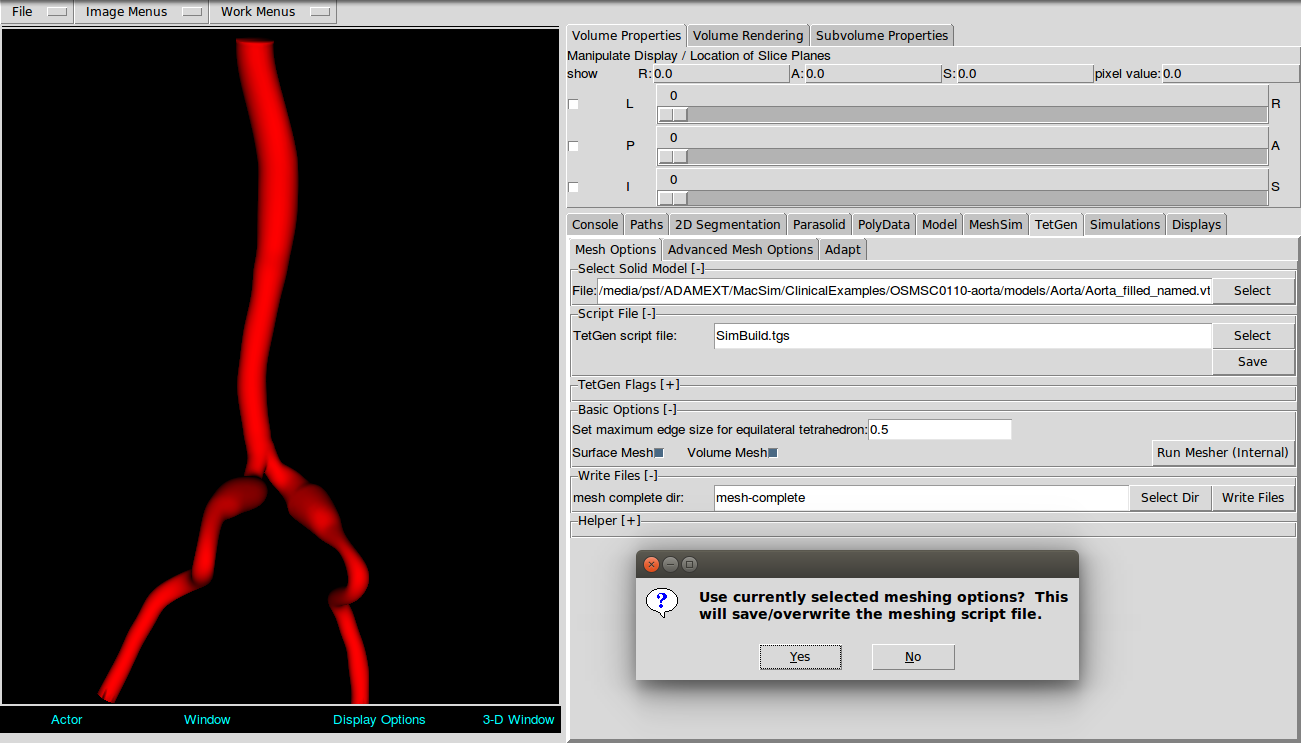 File Image Menus Work Menus
Volume Properties Volume Rendering Subvolume Properties
Manipulate Display / Location of Slice Planes
show R: 0.0 A: 0.0 S: 0.0 pixel value: 0.0
0
L R
0
P A
0
I S
Console Paths 2D Segmentation Parasolid PolyData Model MeshSim TetGen Simulations Displays
Mesh Options Advanced Mesh Options Adapt
Select Solid Model [-]
File: /media/psf/ADAMEXT/MacSim/ClinicalExamples/OSMSC0110-aorta/models/Aorta/Aorta_filled_named.vt Select
Script File [-]
TetGen script file: SimBuild.tgs Select
Save
TetGen Flags [+]
Basic Options [-]
Set maximum edge size for equilateral tetrahedron: 0.5
Surface Mesh Volume Mesh Run Mesher (Internal)
Write Files [-]
mesh complete dir: mesh-complete Select Dir Write Files
Helper [+]
Use currently selected meshing options? This
will save/overwrite the meshing script file.
Yes No
Actor Window Display Options 3-D Window